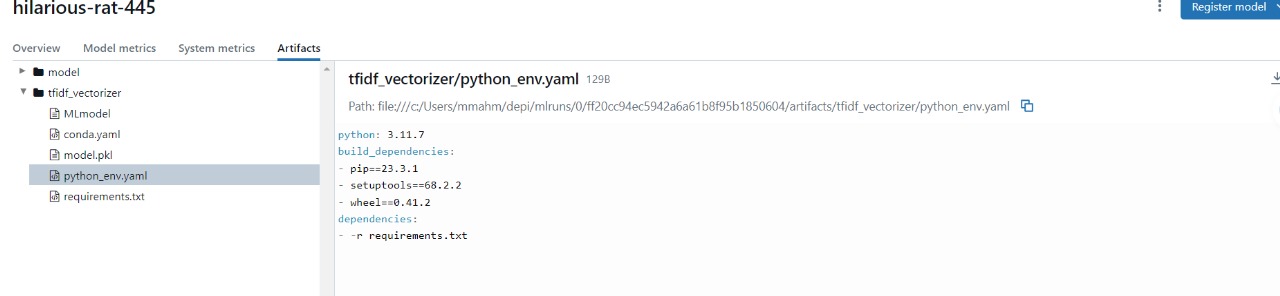 hilarious-rat-445
Register model
Overview Model metrics System metrics Artifacts
model
tfidf_vectorizer
MLmodel
conda.yaml
model.pkl
python_env.yaml
requirements.txt
tfidf_vectorizer/python_env.yaml 129B
Path: file:///c:/Users/mmahm/depi/mlruns/0/ff20cc94ec5942a6a61b8f95b1850604/artifacts/tfidf_vectorizer/python_env.yaml
python: 3.11.7
build_dependencies:
- pip==23.3.1
- setuptools==68.2.2
- wheel==0.41.2
dependencies:
- -r requirements.txt